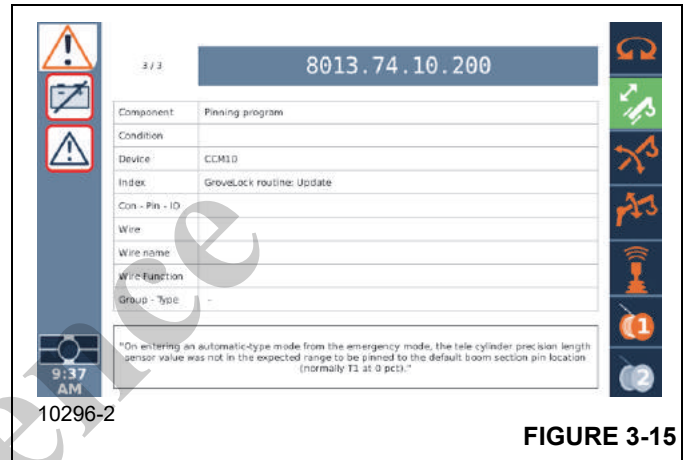 3/3
8013.74.10.200
Component Pinning program
Condition
Device CCM10
Index GroveLock routine: Update
Con - Pin - IO
Wire
Wire name
Wire Function
Group - Type -
"On entering an automatic-type mode from the emergency mode, the tele cylinder precision length
sensor value was not in the expected range to be pinned to the default boom section pin location
(normally T1 at 0 pct)."
1
2
9:37
AM
10296-2
FIGURE 3-15
ence